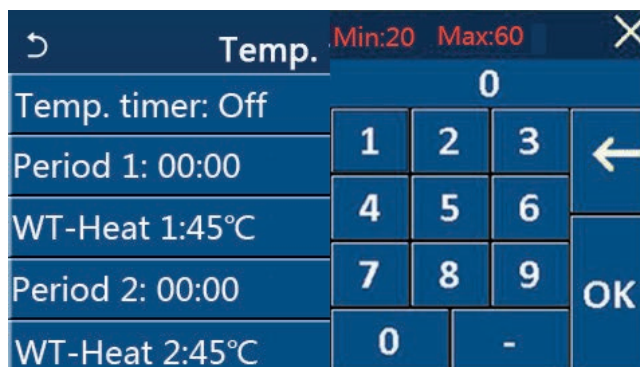 Temp.
Temp. timer: Off
Period 1: 00:00
WT-Heat 1:45℃
Period 2: 00:00
WT-Heat 2:45℃
Min:20 Max:60
0
1 2 3
4 5 6
7 8 9
OK
0 -